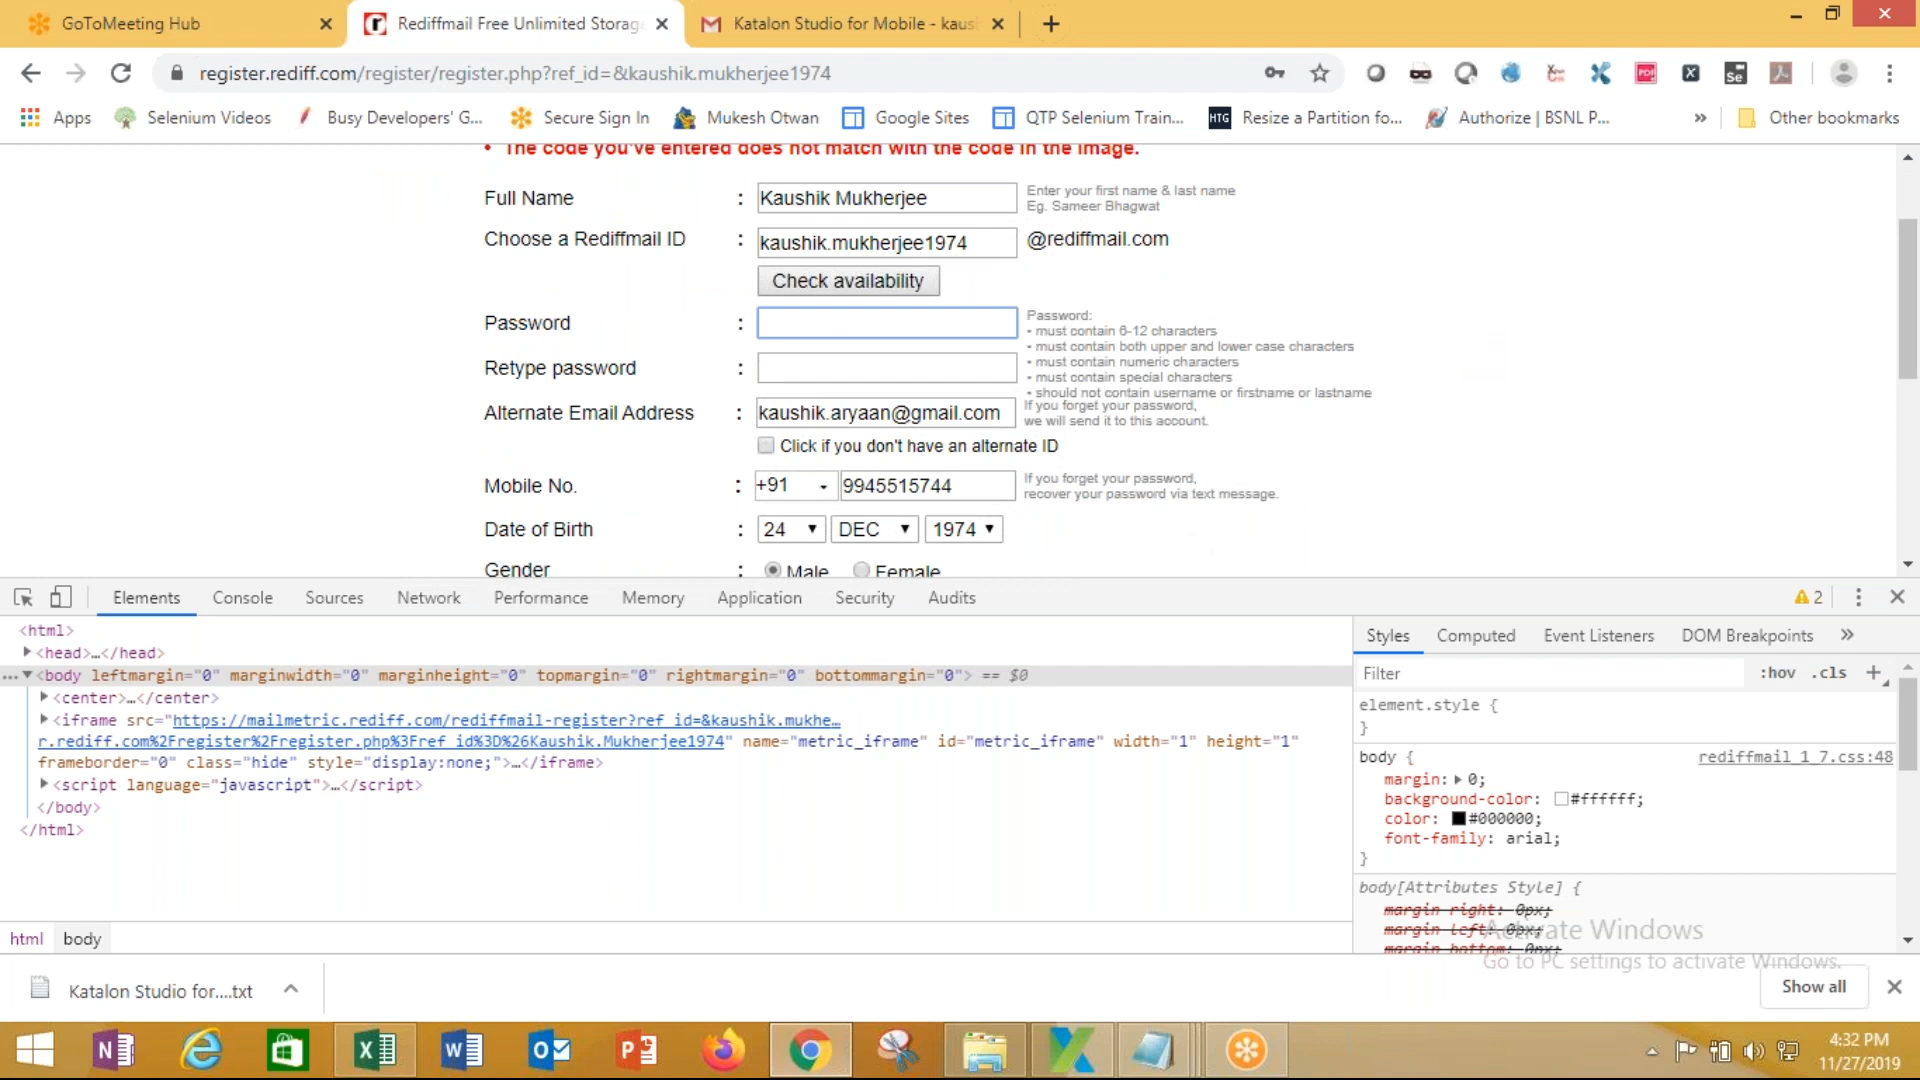 GoToMeeting Hub
Rediffmail Free Unlimited Storage
Katalon Studio for Mobile - kaus
register.rediff.com/register/register.php?ref_id=&kaushik.mukherjee1974
Apps
Selenium Videos
Busy Developers' G...
Secure Sign In
Mukesh Otwan
Google Sites
QTP Selenium Train...
HTG
Resize a Partition fo...
Authorize | BSNL P...
»
Other bookmarks
• The code you've entered does not match with the code in the image.
Full Name : Kaushik Mukherjee
Enter your first name & last name
Eg. Sameer Bhagwat
Choose a Rediffmail ID : kaushik.mukherjee1974 @rediffmail.com
Check availability
Password :
Password:
• must contain 6-12 characters
• must contain both upper and lower case characters
• must contain numeric characters
• must contain special characters
• should not contain username or firstname or lastname
Retype password :
Alternate Email Address : kaushik.aryaan@gmail.com
If you forget your password,
we will send it to this account.
Click if you don't have an alternate ID
Mobile No. : +91 9945515744
If you forget your password,
recover your password via text message.
Date of Birth : 24 DEC 1974
Gender : Male Female
Elements Console Sources Network Performance Memory Application Security Audits
2
<html>
<head>…</head>
…<body leftmargin="0" marginwidth="0" marginheight="0" topmargin="0" rightmargin="0" bottommargin="0"> == $0
<center>…</center>
<iframe src="https://mailmetric.rediff.com/rediffmail-register?ref_id=&kaushik.mukhe…
r.rediff.com%2Fregister%2Fregister.php%3Fref_id%3D%26Kaushik.Mukherjee1974" name="metric_iframe" id="metric_iframe" width="1" height="1"
frameborder="0" class="hide" style="display:none;">…</iframe>
<script language="javascript">…</script>
</body>
</html>
html body
Styles Computed Event Listeners DOM Breakpoints »
Filter :hov .cls +
element.style {
}
body { rediffmail_1_7.css:48
margin: 0;
background-color: #ffffff;
color: #000000;
font-family: arial;
}
body[Attributes Style] {
margin-right: 0px;
margin-left: 0px;
margin-bottom: 0px;
Activate Windows
Go to PC settings to activate Windows.
Katalon Studio for....txt
Show all
4:32 PM
11/27/2019